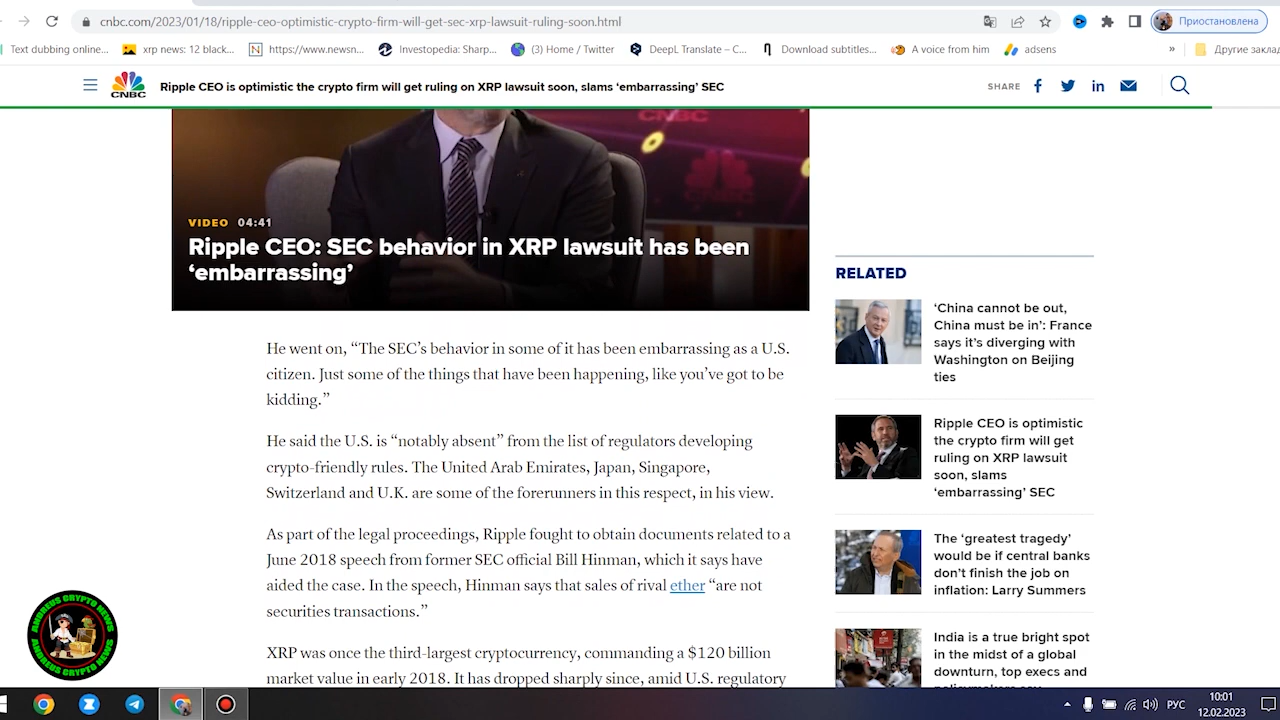 cnbc.com/2023/01/18/ripple-ceo-optimistic-crypto-firm-will-get-sec-xrp-lawsuit-ruling-soon.html
Приостановлена
Text dubbing online...
xrp news: 12 black...
https://www.newsn...
Investopedia: Sharp...
(3) Home / Twitter
DeepL Translate – C...
Download subtitles...
A voice from him
adsens
»
Другие закла
CNBC
Ripple CEO is optimistic the crypto firm will get ruling on XRP lawsuit soon, slams ‘embarrassing’ SEC
SHARE
CNBC
VIDEO 04:41
Ripple CEO: SEC behavior in XRP lawsuit has been
‘embarrassing’
He went on, “The SEC’s behavior in some of it has been embarrassing as a U.S.
citizen. Just some of the things that have been happening, like you’ve got to be
kidding.”
He said the U.S. is “notably absent” from the list of regulators developing
crypto-friendly rules. The United Arab Emirates, Japan, Singapore,
Switzerland and U.K. are some of the forerunners in this respect, in his view.
As part of the legal proceedings, Ripple fought to obtain documents related to a
June 2018 speech from former SEC official Bill Hinman, which it says have
aided the case. In the speech, Hinman says that sales of rival ether “are not
securities transactions.”
XRP was once the third-largest cryptocurrency, commanding a $120 billion
market value in early 2018. It has dropped sharply since, amid U.S. regulatory
RELATED
‘China cannot be out,
China must be in’: France
says it’s diverging with
Washington on Beijing
ties
Ripple CEO is optimistic
the crypto firm will get
ruling on XRP lawsuit
soon, slams
‘embarrassing’ SEC
The ‘greatest tragedy’
would be if central banks
don’t finish the job on
inflation: Larry Summers
India is a true bright spot
in the midst of a global
downturn, top execs and
ANDREUS CRYPTO NEWS
ANDREUS CRYPTO NEWS
РУС
10:01
12.02.2023